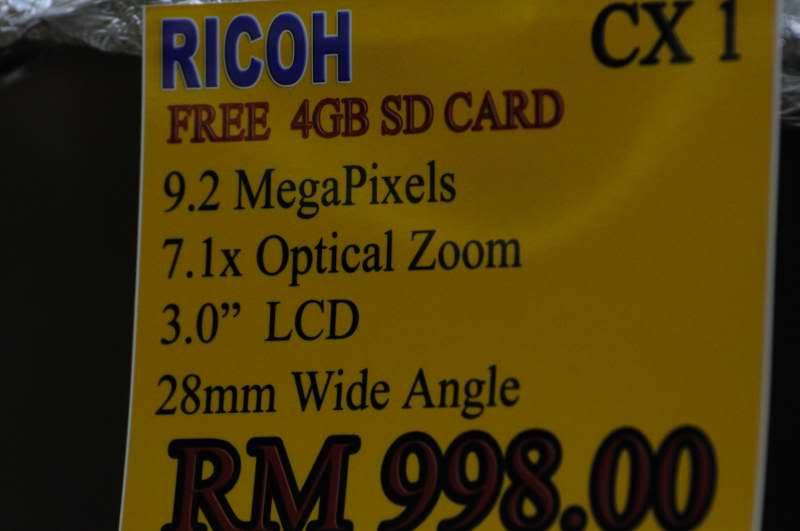 RICOH CX 1
FREE 4GB SD CARD
9.2 MegaPixels
7.1x Optical Zoom
3.0” LCD
28mm Wide Angle
RM 998.00